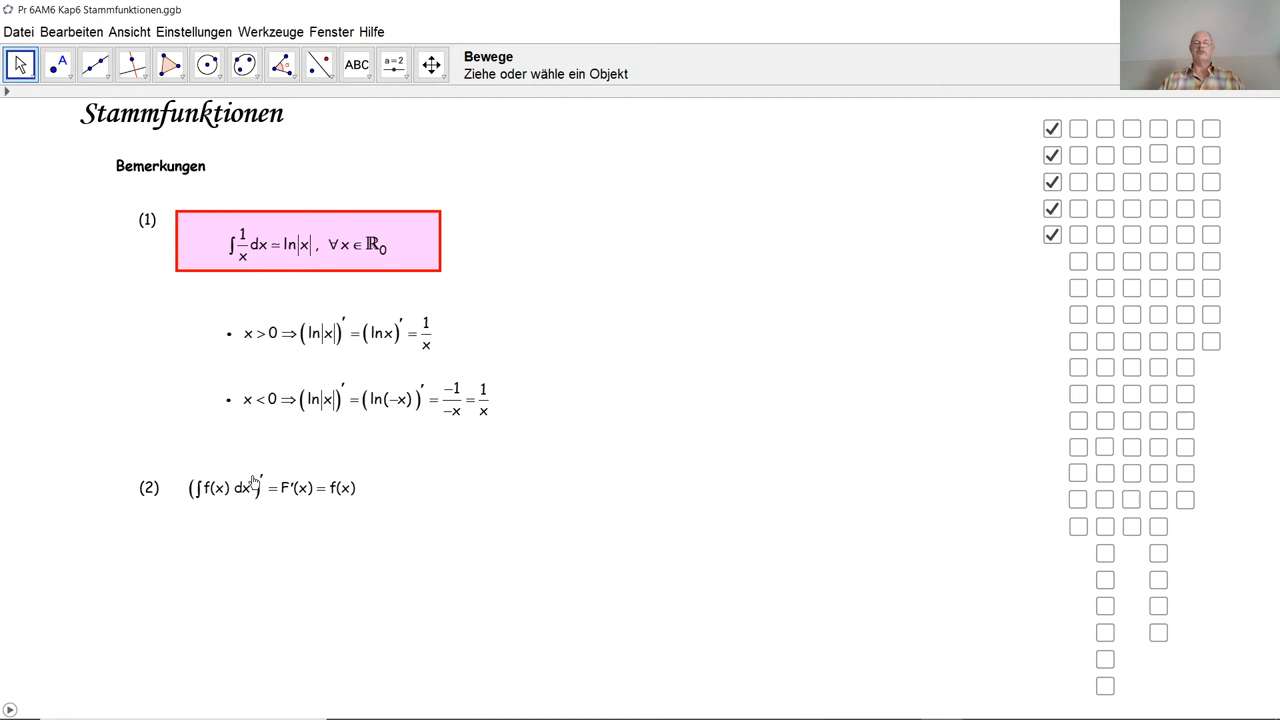 Pr 6AM6 Kap6 Stammfunktionen.ggb
Datei Bearbeiten Ansicht Einstellungen Werkzeuge Fenster Hilfe
A
ABC
a=2
Bewege
Ziehe oder wähle ein Objekt
Stammfunktionen
Bemerkungen
(1) ∫ 1/x dx ≃ ln|x| , ∀ x ∈ ℝ₀
• x > 0 ⇒ (ln|x|)′ = (lnx)′ = 1/x
• x < 0 ⇒ (ln|x|)′ = (ln(−x))′ = −1/−x = 1/x
(2) (∫f(x) dx)′ = F′(x) = f(x)